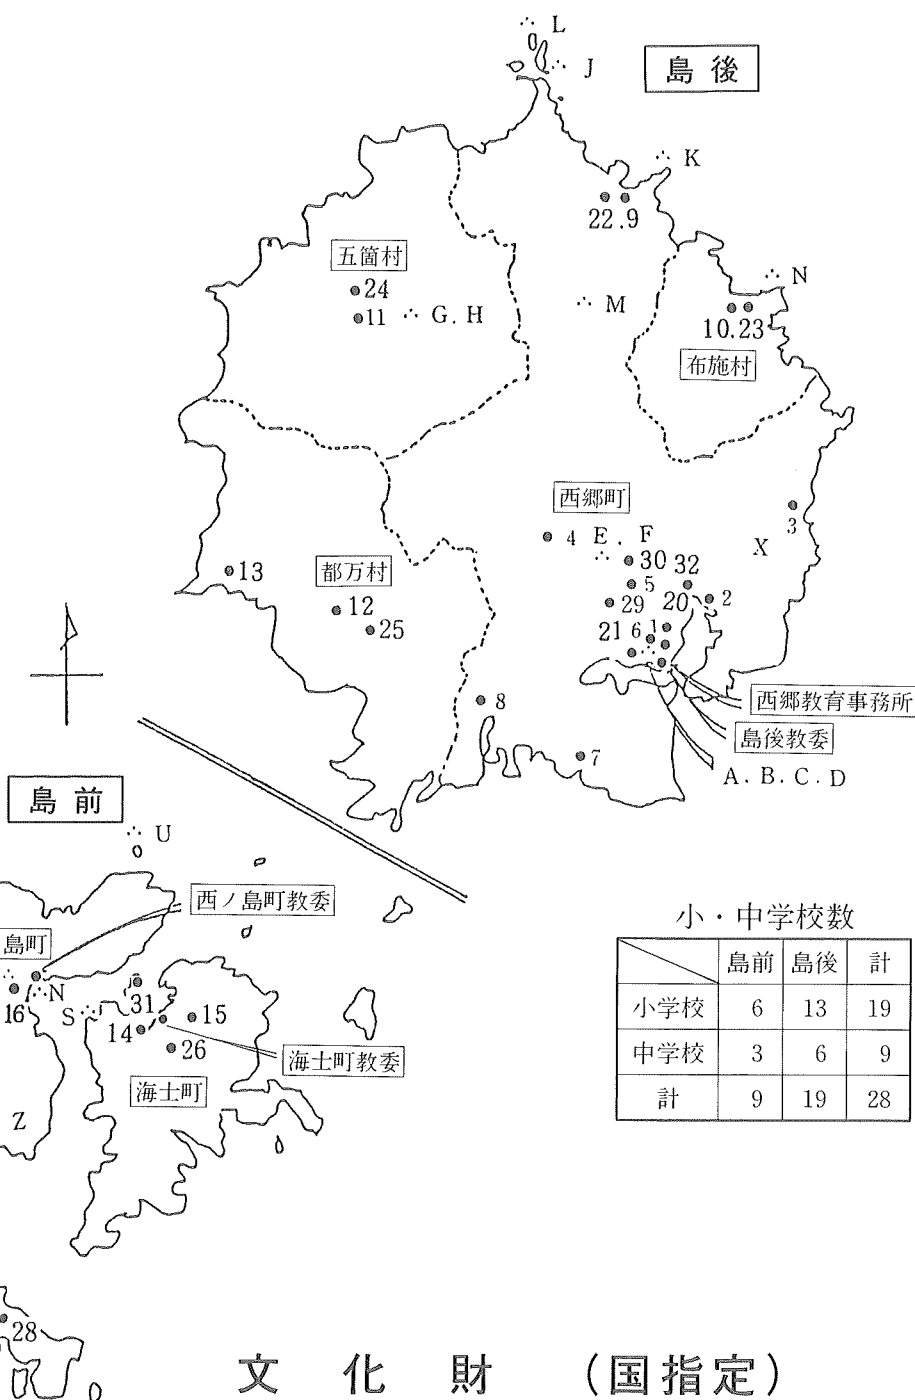 L
島後
J
K
22.9
五箇村
N
24
M
11
G.H
10.23
布施村
西郷町
3
4
E.F
X
30
32
13
都万村
5
12
29
20
2
25
21
6
1
8
西郷教育事務所
島後教委
7
A.B.C.D
島前
U
西ノ島町教委
島町
N
16
S
31
15
14
26
海士町教委
海士町
Z
28
小・中学校数
島前 島後 計
小学校 6 13 19
中学校 3 6 9
計 9 19 28
文化財 (国指定)